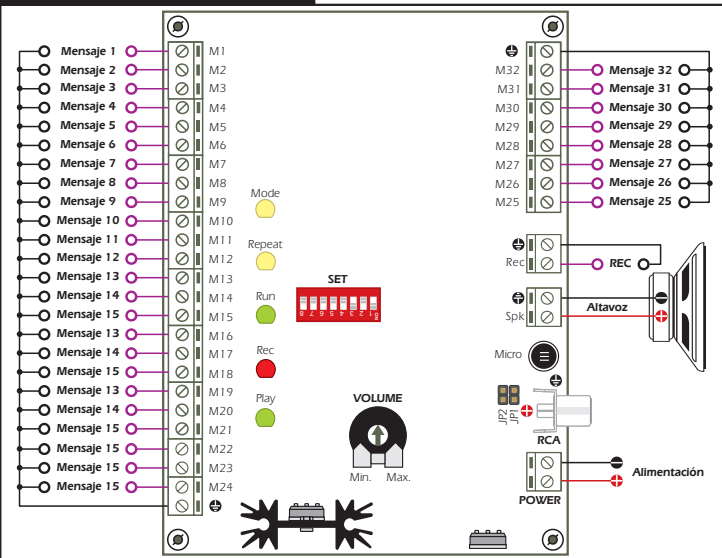 Mensaje 1 M1
Mensaje 2 M2
Mensaje 3 M3
Mensaje 4 M4
Mensaje 5 M5
Mensaje 6 M6
Mensaje 7 M7
Mensaje 8 M8
Mensaje 9 M9
Mensaje 10 M10
Mensaje 11 M11
Mensaje 12 M12
Mensaje 13 M13
Mensaje 14 M14
Mensaje 15 M15
Mensaje 13 M16
Mensaje 14 M17
Mensaje 15 M18
Mensaje 13 M19
Mensaje 14 M20
Mensaje 15 M21
Mensaje 15 M22
Mensaje 15 M23
Mensaje 15 M24
Mode
Repeat
Run
Rec
Play
SET
8 7 6 5 4 3 2 1
VOLUME
Min. Max.
M32 Mensaje 32
M31 Mensaje 31
M30 Mensaje 30
M29 Mensaje 29
M28 Mensaje 28
M27 Mensaje 27
M26 Mensaje 26
M25 Mensaje 25
Rec REC
Spk Altavoz
Micro
JP2
JP1
RCA
POWER
Alimentación